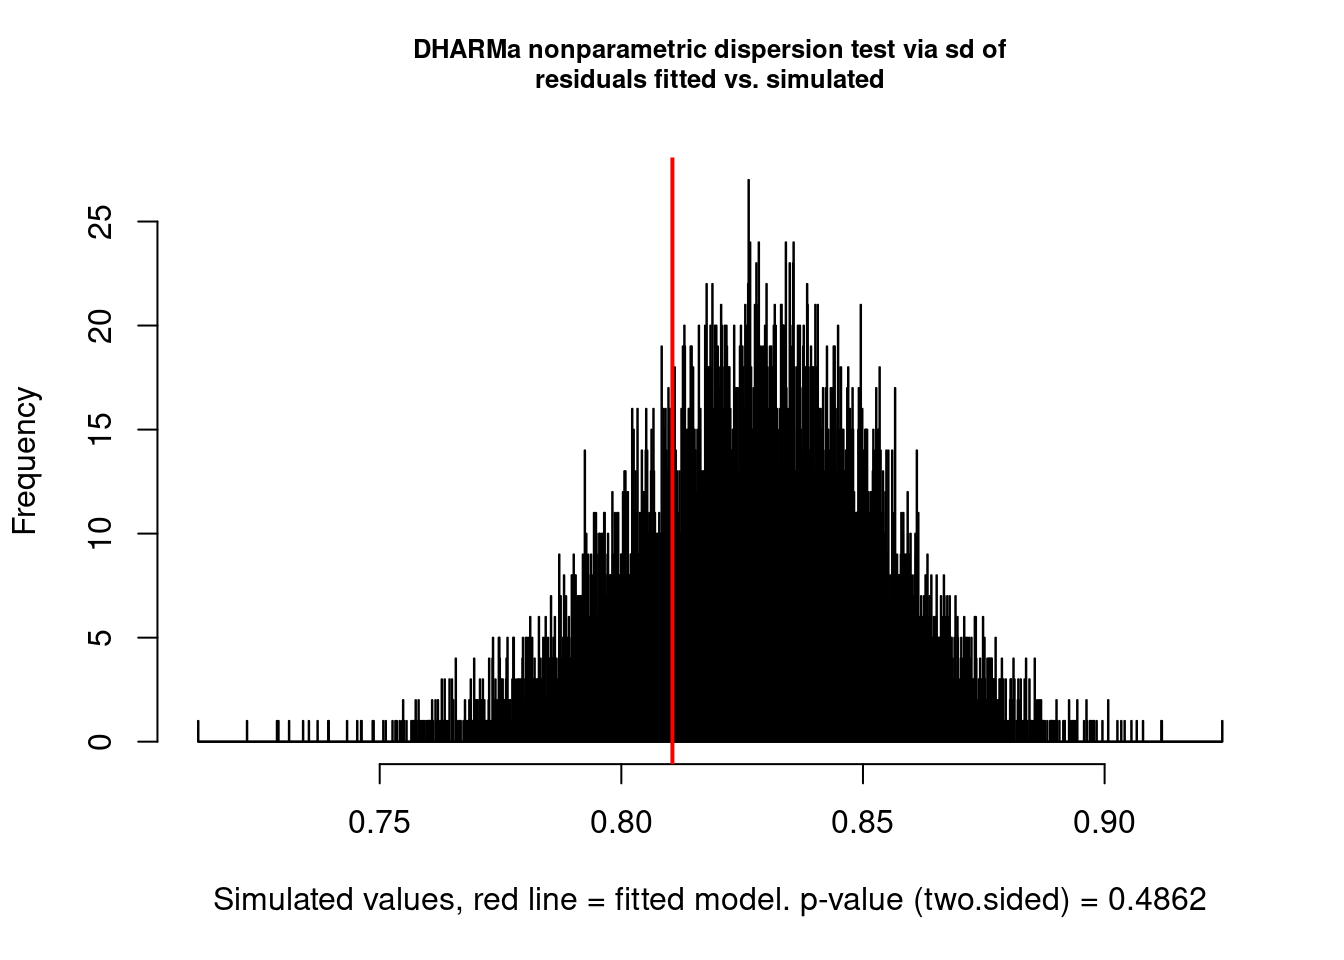 DHARMa nonparametric dispersion test via sd of
residuals fitted vs. simulated
Frequency
25
20
15
10
5
0
0.75 0.80 0.85 0.90
Simulated values, red line = fitted model. p-value (two.sided) = 0.4862